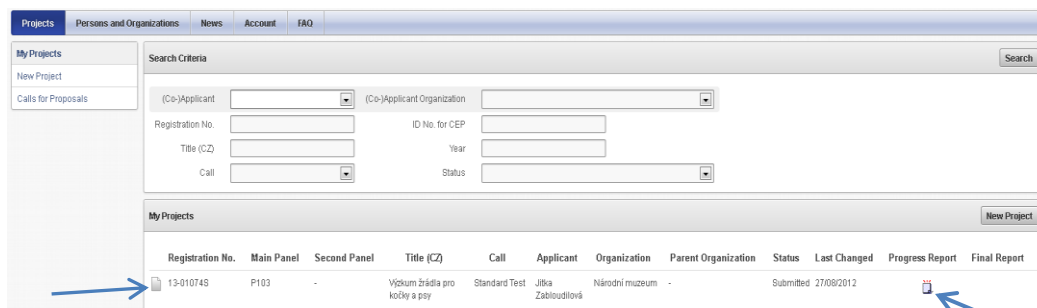 Projects Persons and Organizations News Account FAQ
My Projects
New Project
Calls for Proposals
Search Criteria Search
(Co-)Applicant (Co-)Applicant Organization
Registration No. ID No. for CEP
Title (CZ) Year
Call Status
My Projects New Project
Registration No. Main Panel Second Panel Title (CZ) Call Applicant Organization Parent Organization Status Last Changed Progress Report Final Report
13-01074S P103 - Výzkum žrádla pro Standard Test Jitka Národní muzeum - Submitted 27/08/2012
kočky a psy Zabloudilová